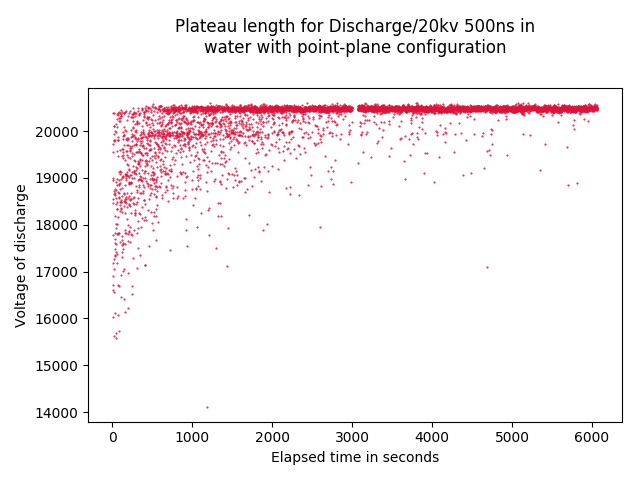 Plateau length for Discharge/20kv 500ns in
water with point-plane configuration
Voltage of discharge
20000
19000
18000
17000
16000
15000
14000
0 1000 2000 3000 4000 5000 6000
Elapsed time in seconds